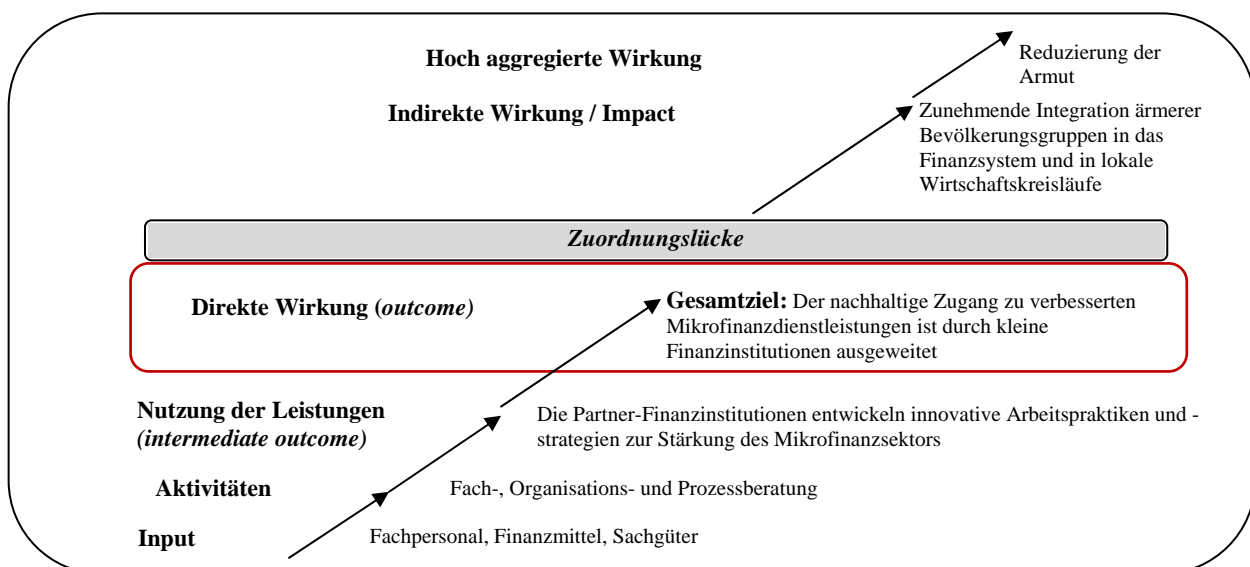 Hoch aggregierte Wirkung
Reduzierung der
Armut
Indirekte Wirkung / Impact
Zunehmende Integration ärmerer
Bevölkerungsgruppen in das
Finanzsystem und in lokale
Wirtschaftskreisläufe
Zuordnungslücke
Direkte Wirkung (outcome)
Gesamtziel: Der nachhaltige Zugang zu verbesserten
Mikrofinanzdienstleistungen ist durch kleine
Finanzinstitutionen ausgeweitet
Nutzung der Leistungen
(intermediate outcome)
Die Partner-Finanzinstitutionen entwickeln innovative Arbeitspraktiken und -
strategien zur Stärkung des Mikrofinanzsektors
Aktivitäten
Fach-, Organisations- und Prozessberatung
Input
Fachpersonal, Finanzmittel, Sachgüter